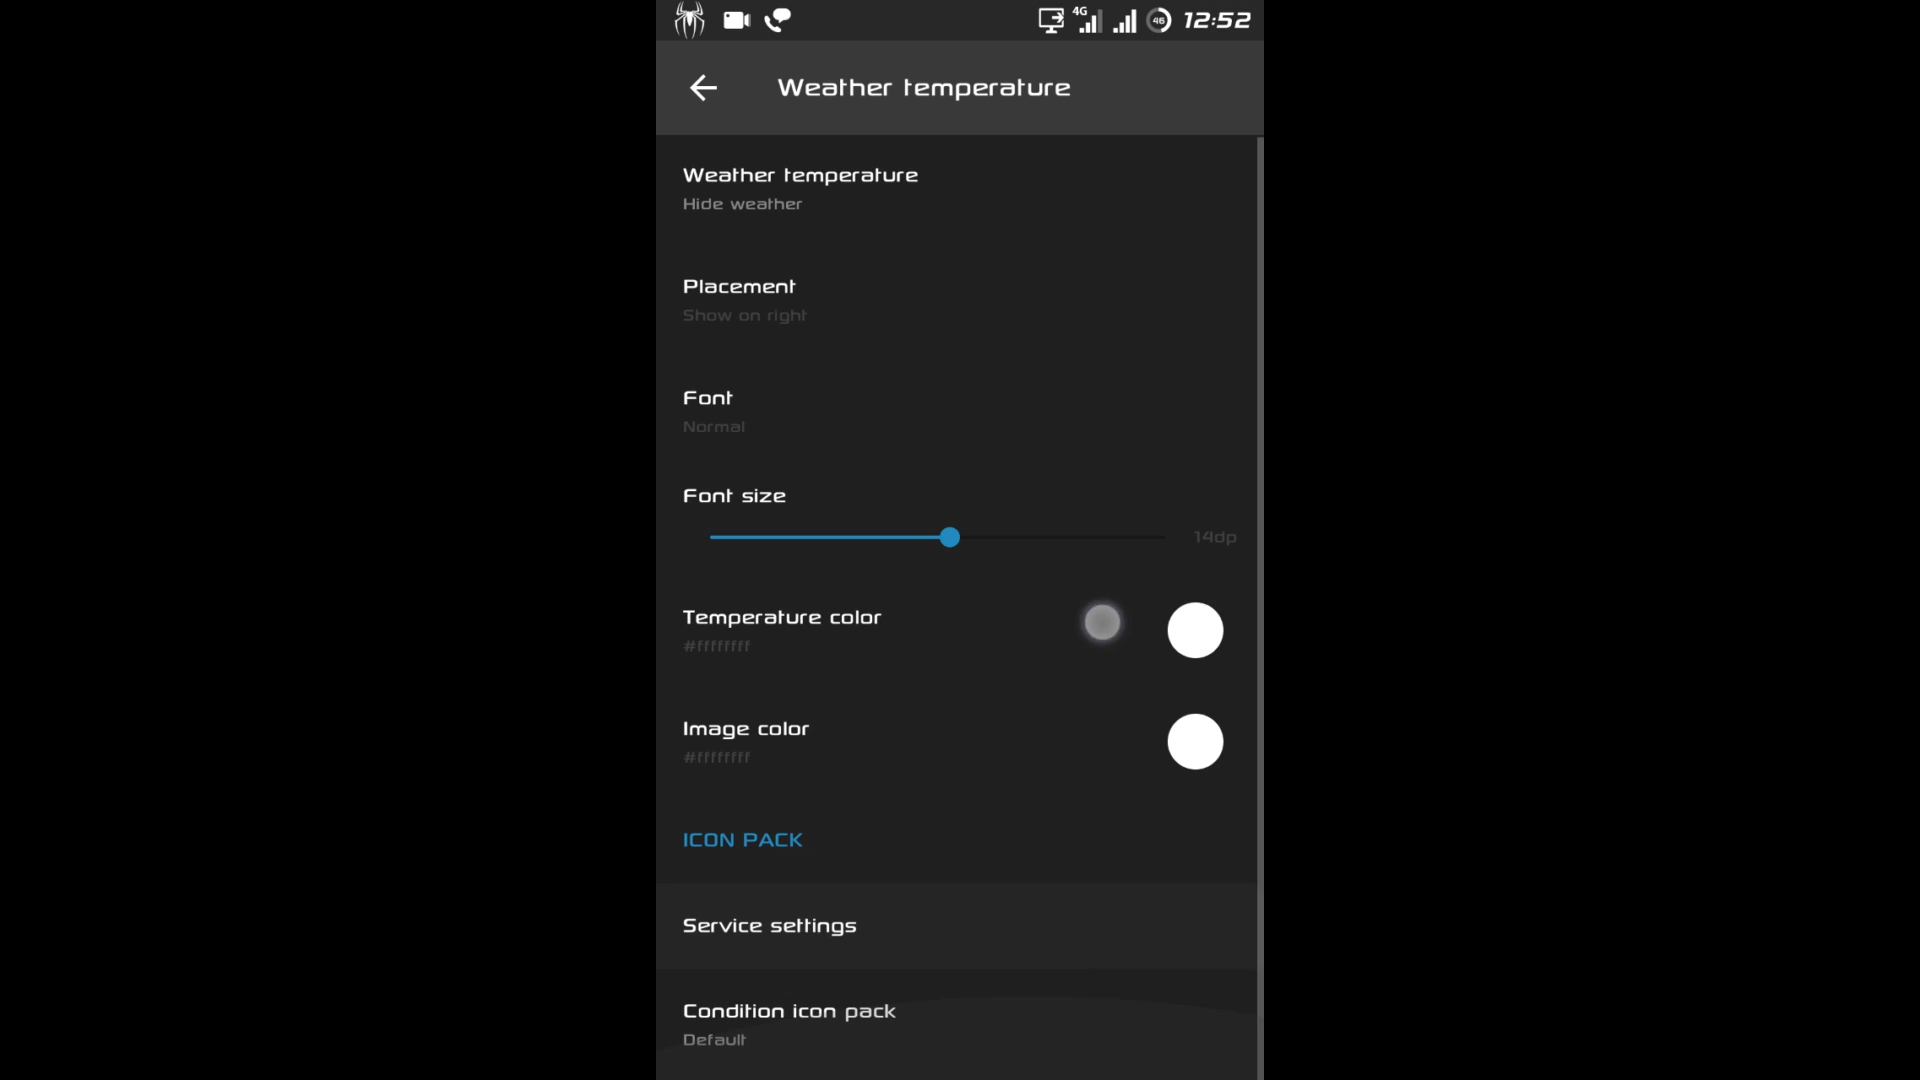 4G 46 12:52
Weather temperature
Weather temperature
Hide weather
Placement
Show on right
Font
Normal
Font size
14dp
Temperature color
#ffffffff
Image color
#ffffffff
ICON PACK
Service settings
Condition icon pack
Default